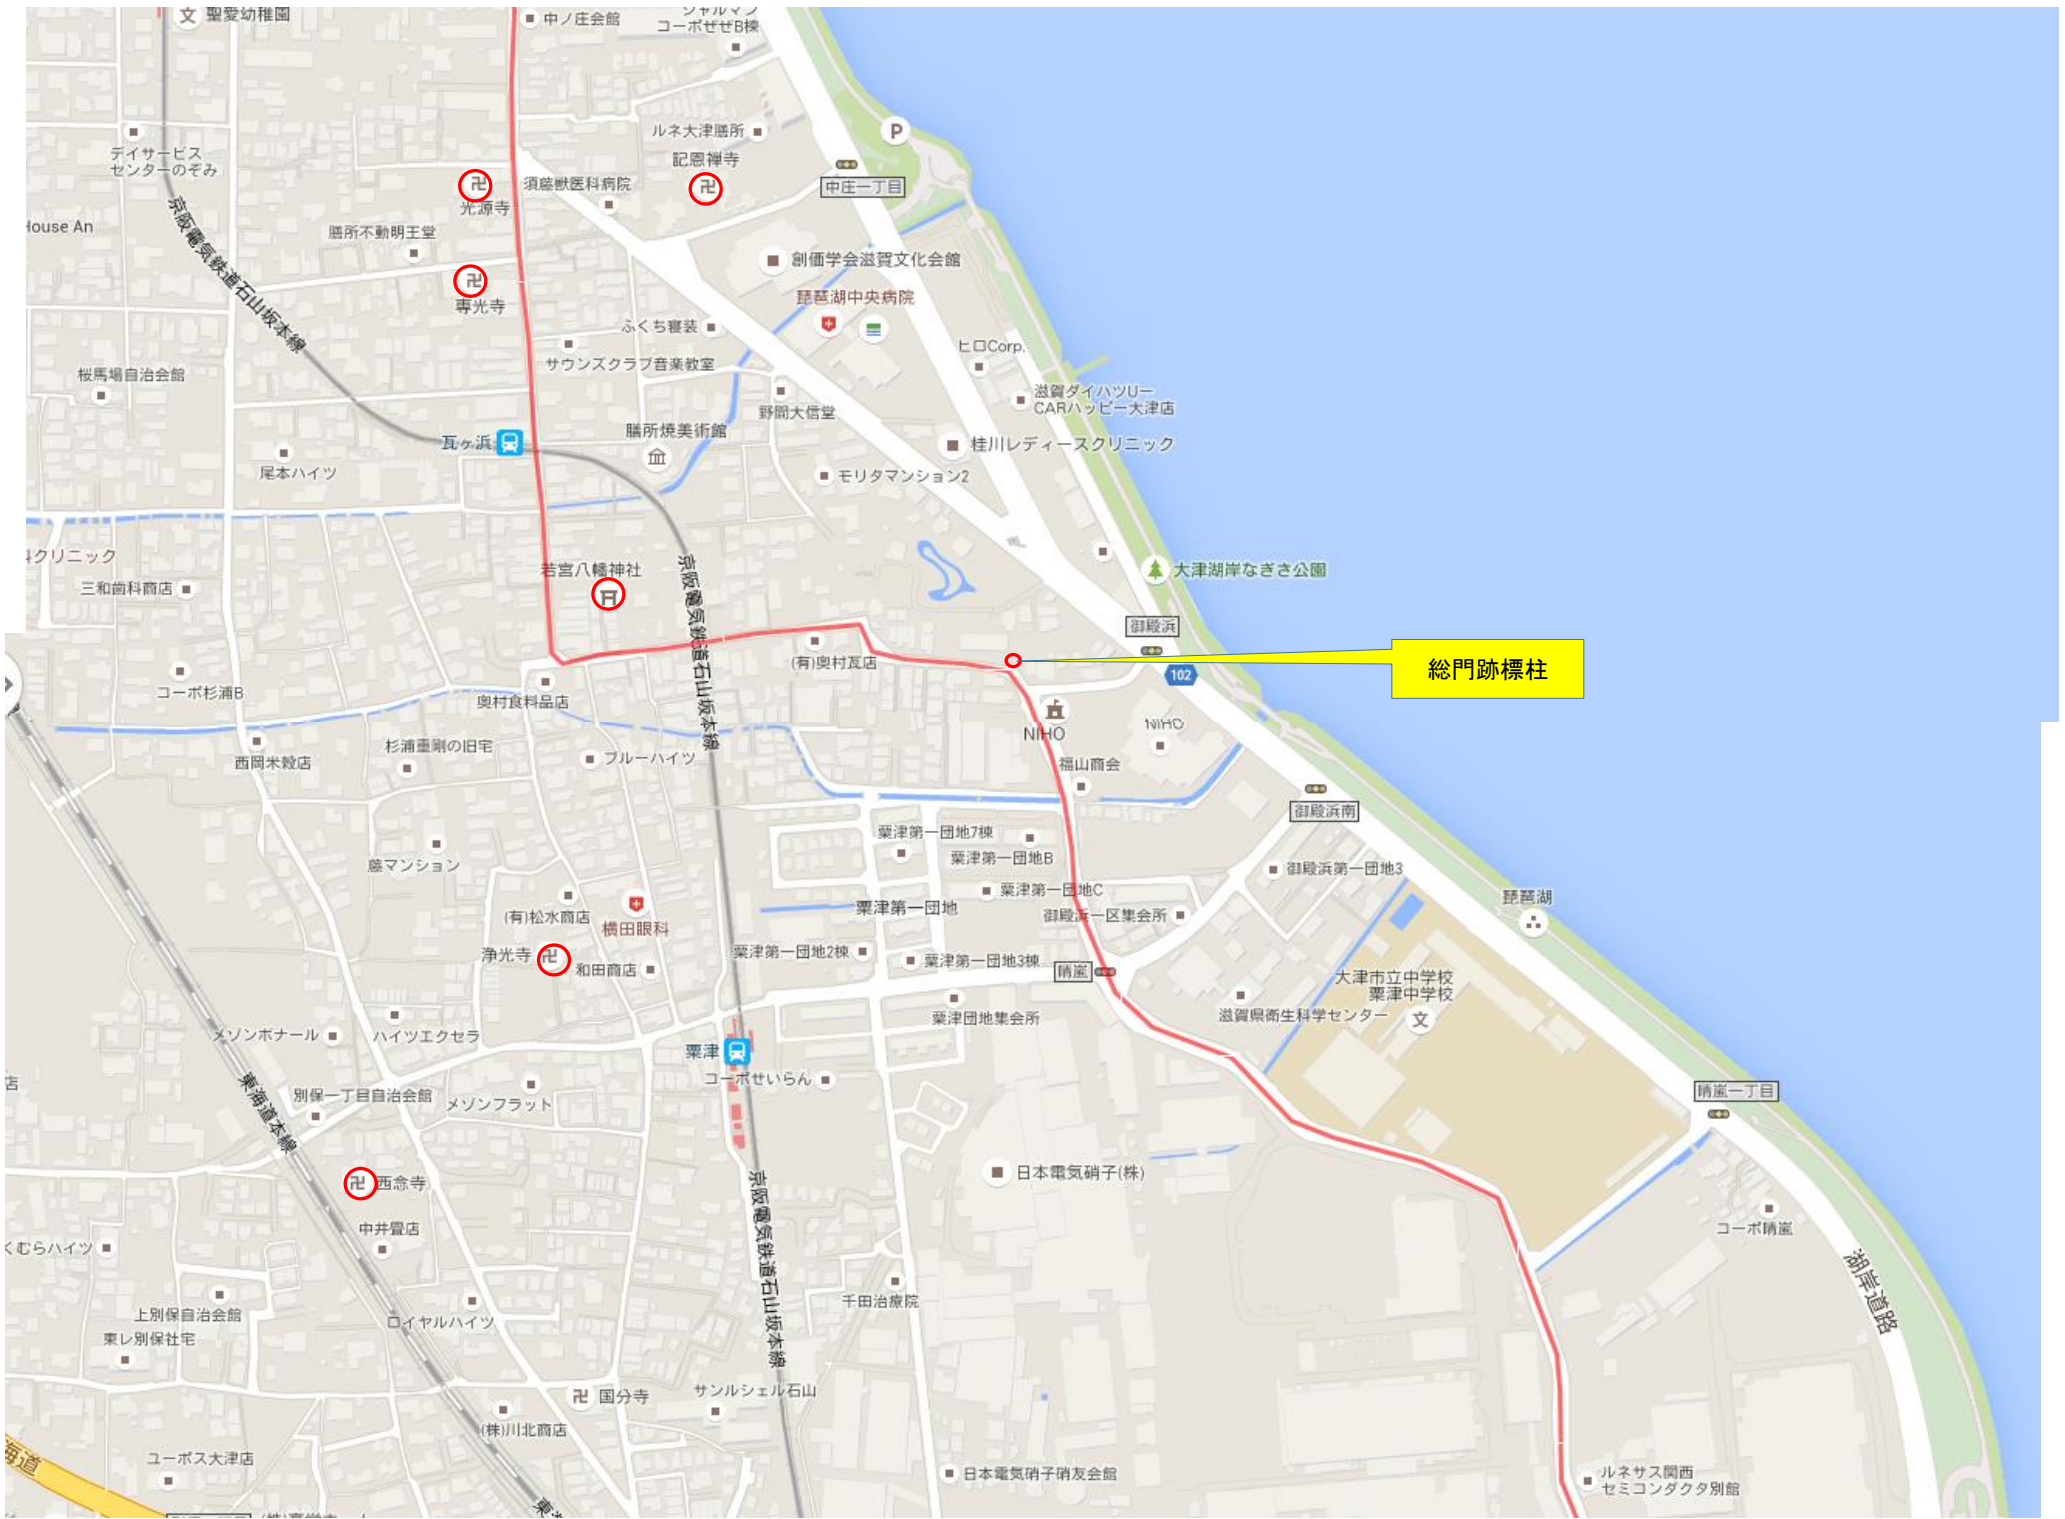 聖愛幼稚園
中ノ庄会館
シャルマン
コーポぜぜB棟
デイサービス
センターのぞみ
ルネ大津膳所
記恩禅寺
P
中庄一丁目
光源寺
須藤獣医科病院
House An
膳所不動明王堂
京阪電気鉄道石山坂本線
専光寺
創価学会滋賀文化会館
琵琶湖中央病院
ふくち寝装
サウンズクラブ音楽教室
ヒロCorp.
桜馬場自治会館
野間大信堂
滋賀ダイハツリー
CARハッピー大津店
瓦ヶ浜
膳所焼美術館
桂川レディースクリニック
尾本ハイツ
モリタマンション2
クリニック
三和歯科商店
若宮八幡神社
京阪電気鉄道石山坂本線
大津湖岸なぎさ公園
御殿浜
(有)奥村瓦店
102
総門跡標柱
コーポ杉浦B
奥村食料品店
NIHO
NIHO
西岡米穀店
杉浦重剛の旧宅
ブルーハイツ
福山商会
御殿浜南
藤マンション
粟津第一団地7棟
粟津第一団地B
粟津第一団地C
御殿浜第一団地3
琵琶湖
(有)松水商店
横田眼科
粟津第一団地
御殿浜一区集会所
浄光寺
和田商店
粟津第一団地2棟
粟津第一団地3棟
晴嵐
大津市立中学校
粟津中学校
文
滋賀県衛生科学センター
粟津団地集会所
メゾンボナール
ハイツエクセラ
粟津
コーポせいらん
店
東海道本線
別保一丁目自治会館
メゾンフラット
晴嵐一丁目
西念寺
日本電気硝子(株)
京阪電気鉄道石山坂本線
中井畳店
くむらハイツ
コーポ晴嵐
湖岸道路
上別保自治会館
東レ別保社宅
ロイヤルハイツ
千田治療院
国分寺
サンルシェル石山
(株)川北商店
ユーポス大津店
海道
日本電気硝子硝友会館
ルネサス関西
セミコンダクタ別館